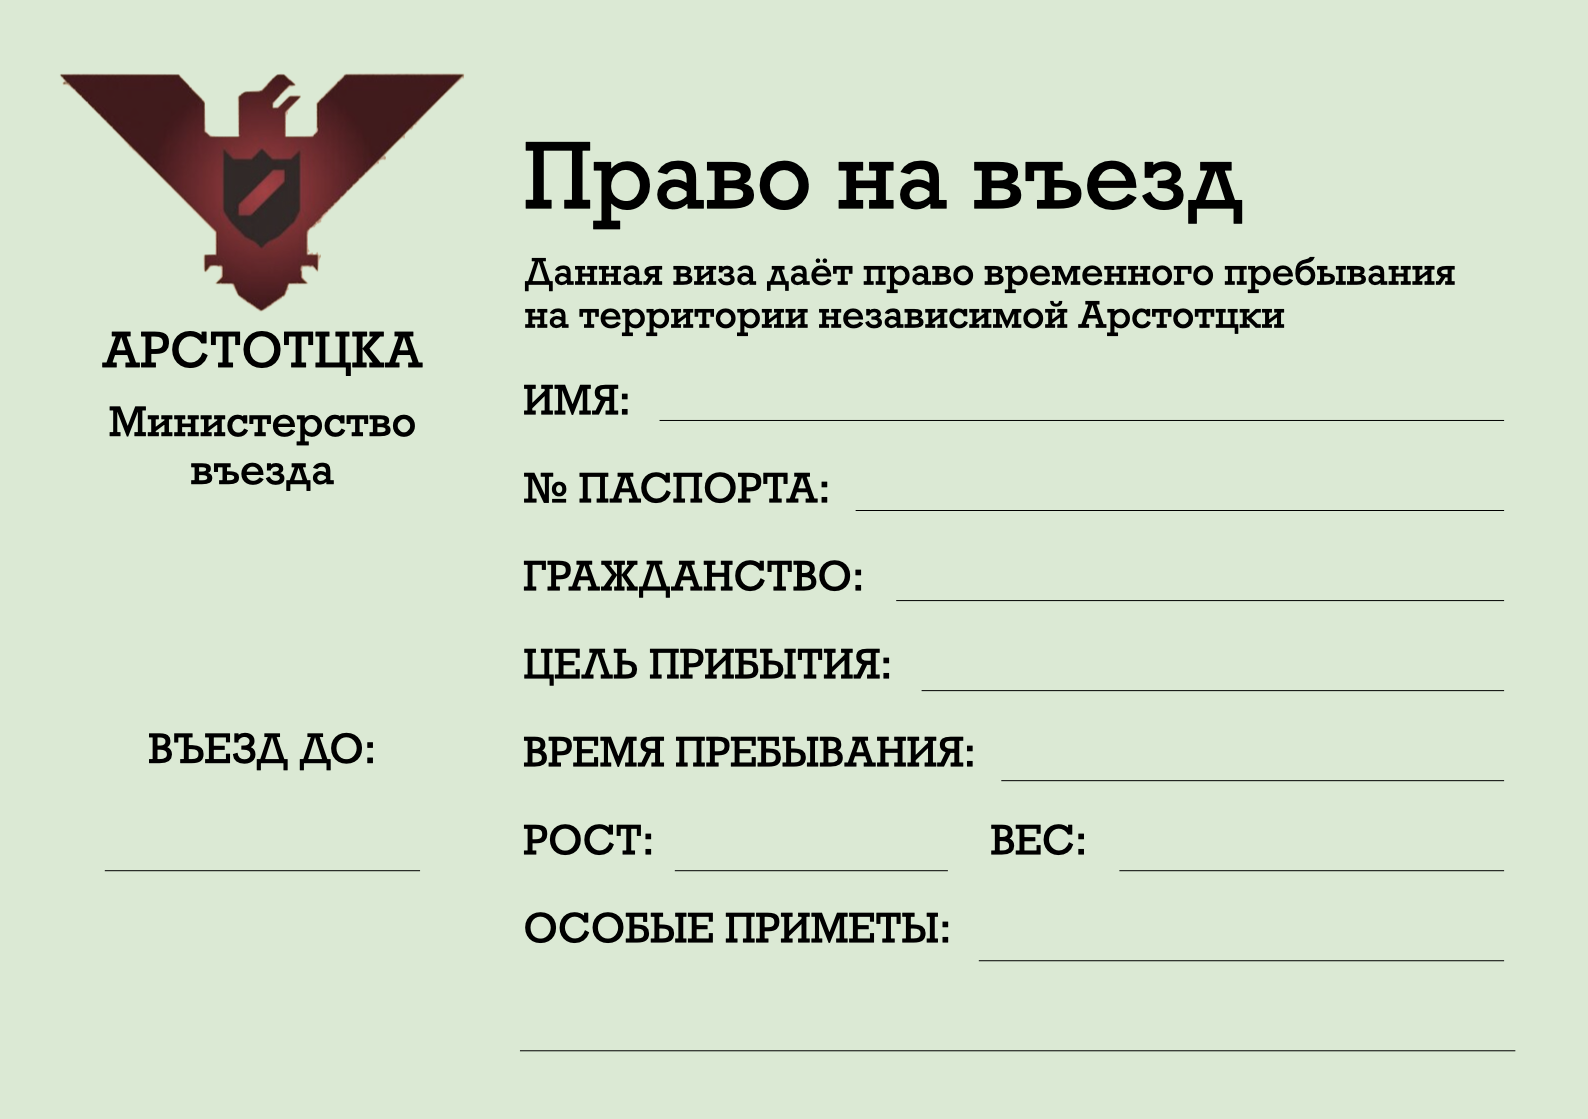 АРСТОТЦКА
Министерство
въезда
ВЪЕЗД ДО:
Право на въезд
Данная виза даёт право временного пребывания
на территории независимой Арстотцки
ИМЯ:
№ ПАСПОРТА:
ГРАЖДАНСТВО:
ЦЕЛЬ ПРИБЫТИЯ:
ВРЕМЯ ПРЕБЫВАНИЯ:
РОСТ: ВЕС:
ОСОБЫЕ ПРИМЕТЫ: